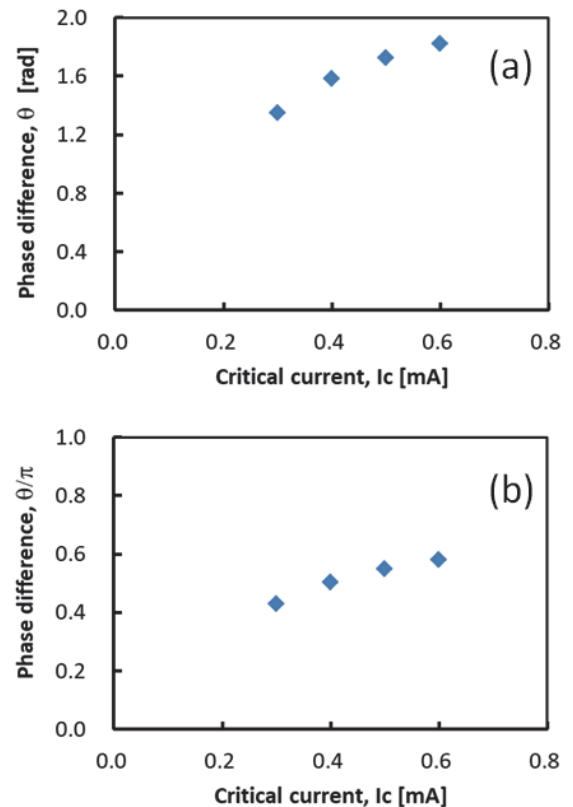 2.0
1.6
1.2
0.8
0.4
0.0
Phase difference, θ [rad]
(a)
0.0 0.2 0.4 0.6 0.8
Critical current, Ic [mA]
1.0
0.8
0.6
0.4
0.2
0.0
Phase difference, θ/π
(b)
0.0 0.2 0.4 0.6 0.8
Critical current, Ic [mA]